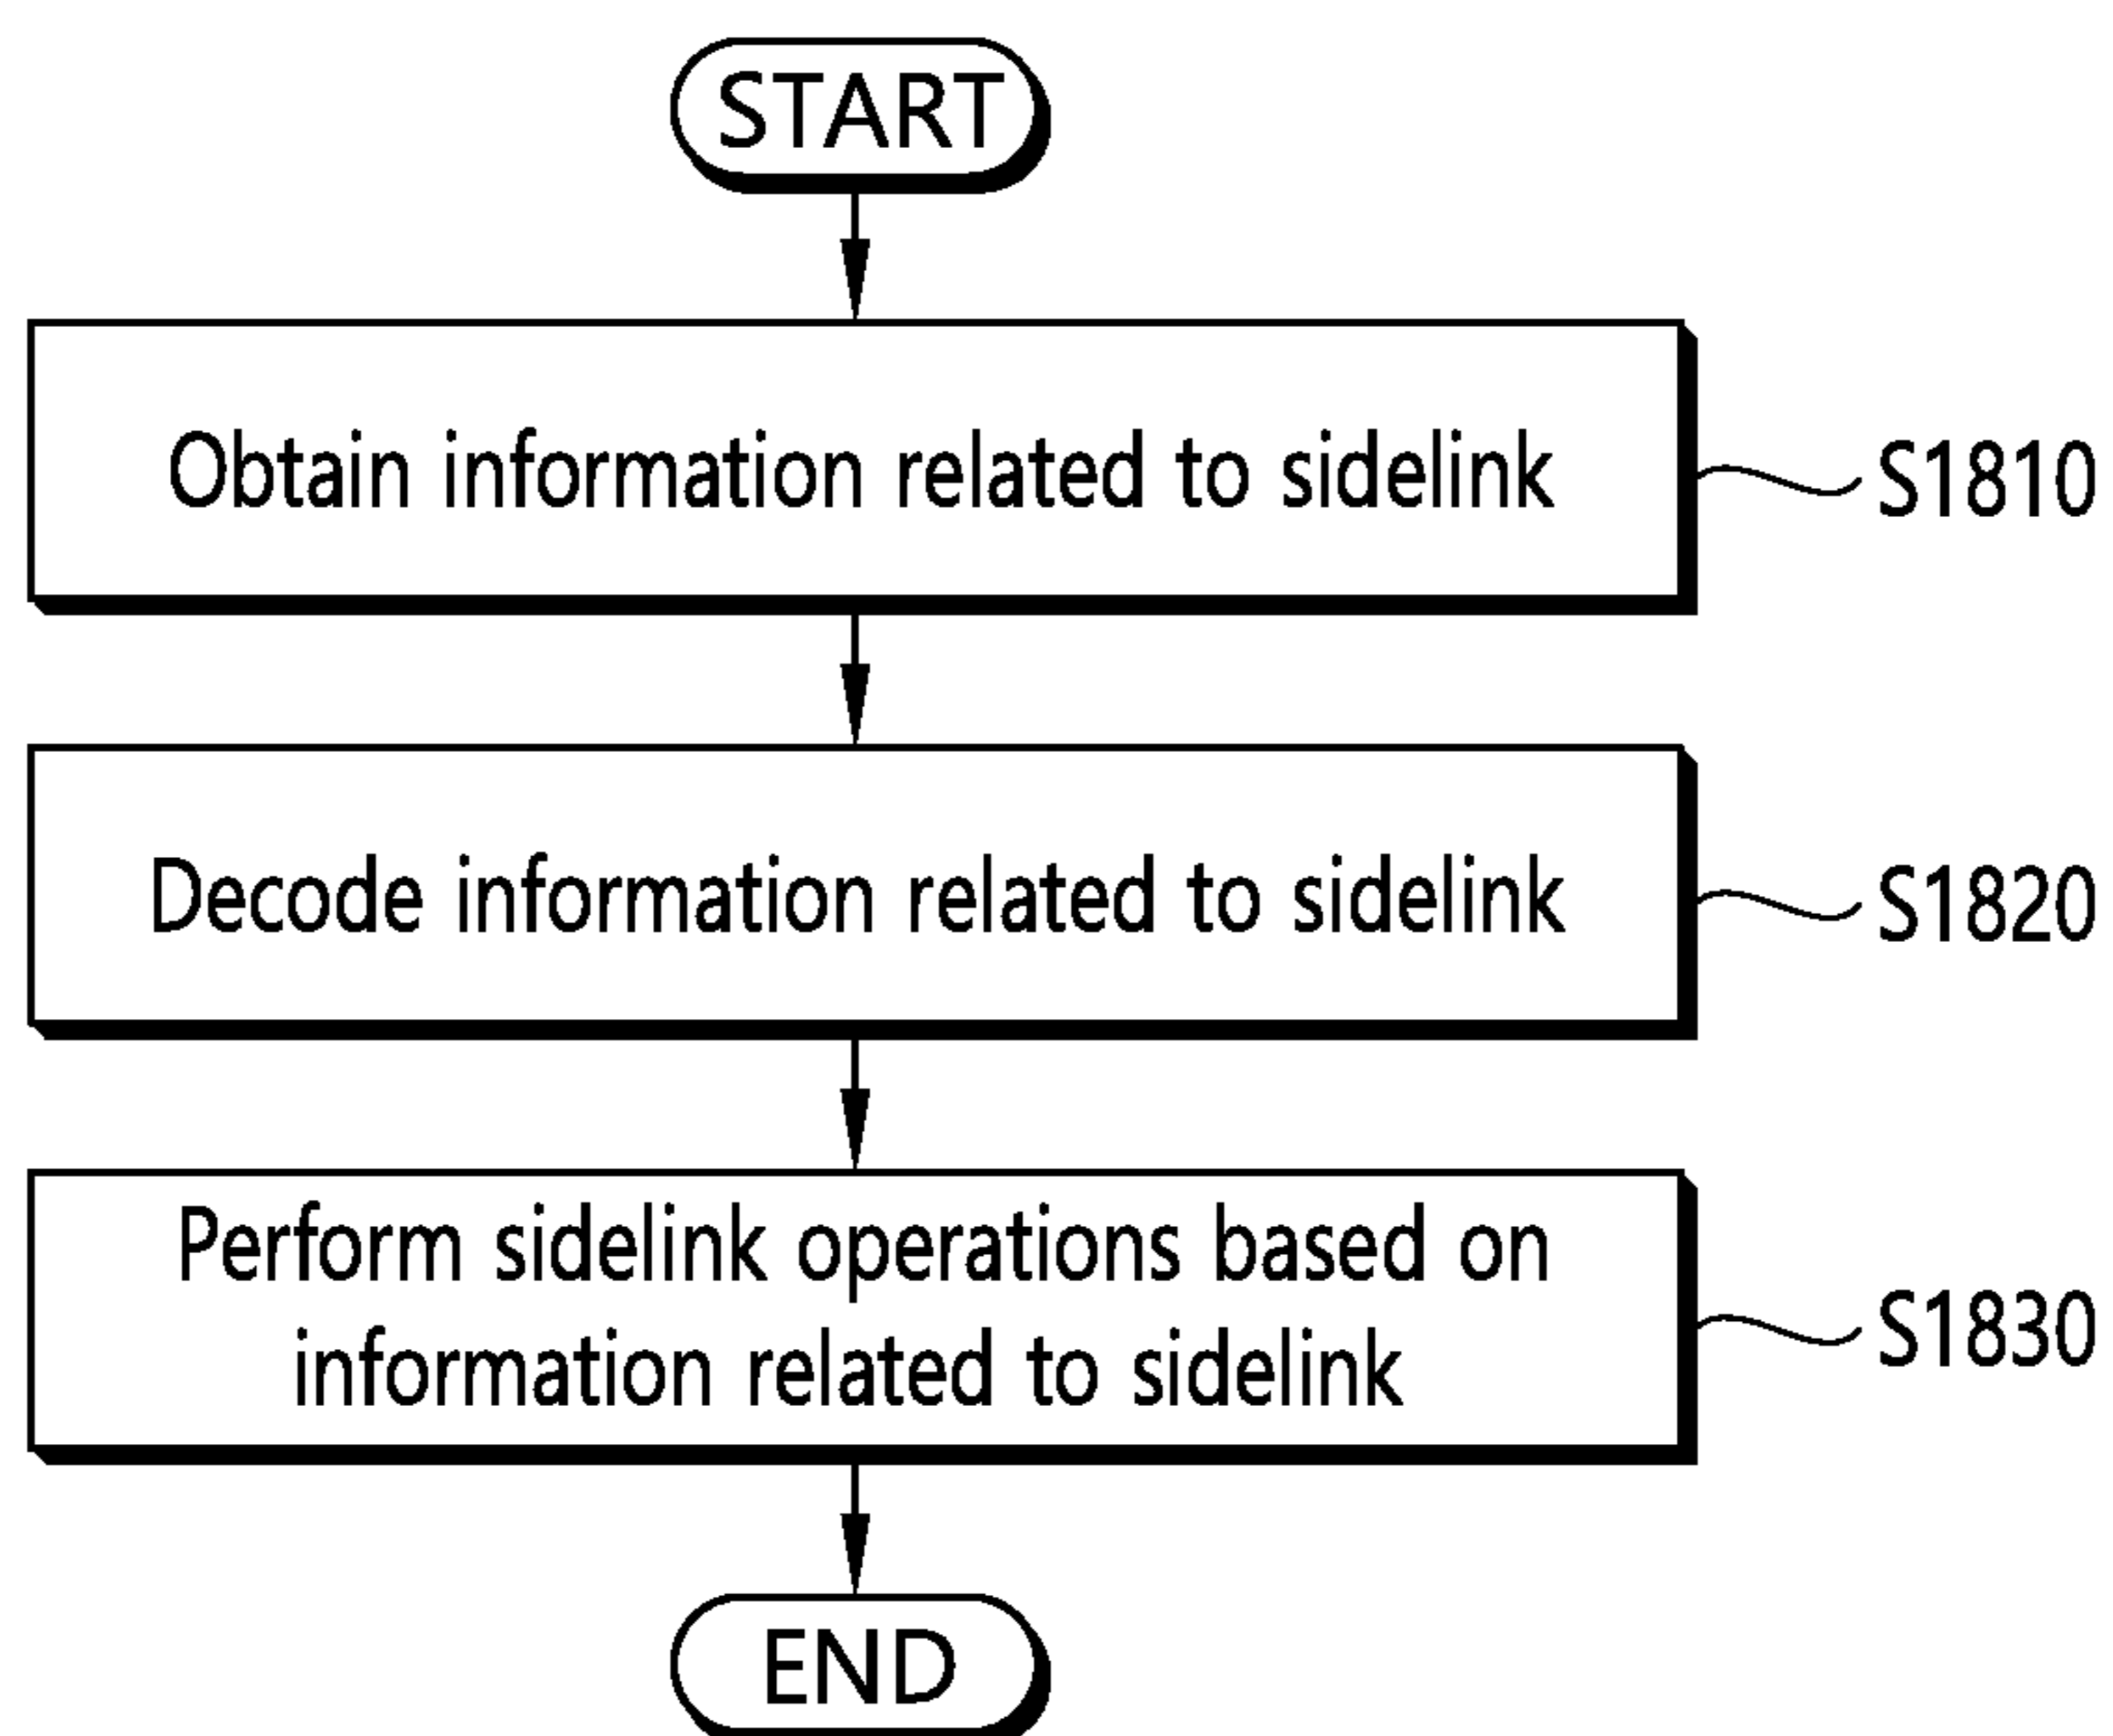 START
Obtain information related to sidelink
S1810
Decode information related to sidelink
S1820
Perform sidelink operations based on
information related to sidelink
S1830
END